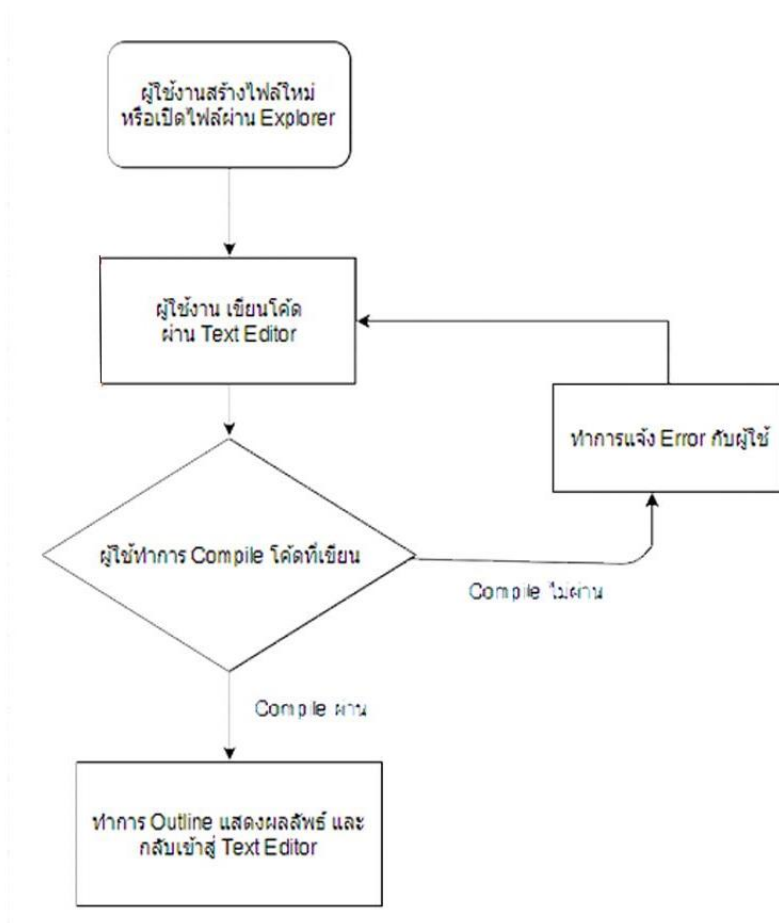 ผู้ใช้งานสร้างไฟล์ใหม่
หรือเปิดไฟล์ผ่าน Explorer
ผู้ใช้งาน เขียนโค้ด
ผ่าน Text Editor
ทำการแจ้ง Error กับผู้ใช้
ผู้ใช้ทำการ Compile โค้ดที่เขียน
Compile ไม่ผ่าน
Compile ผ่าน
ทำการ Outline แสดงผลลัพธ์ และ
กลับเข้าสู่ Text Editor